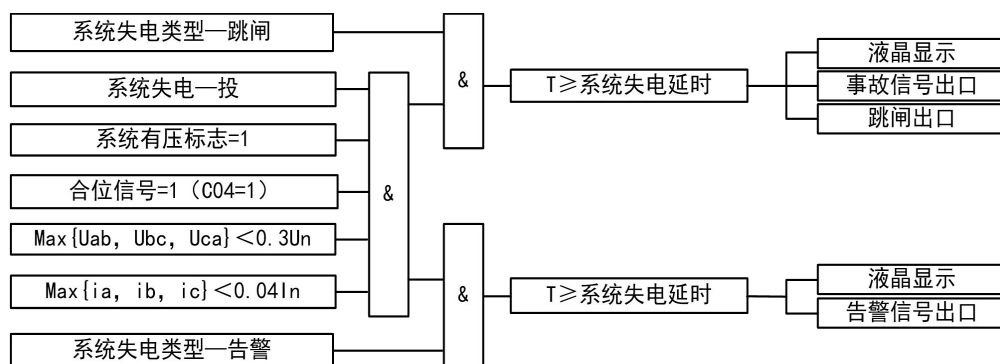 系统失电类型—跳闸
系统失电—投
系统有压标志=1
合位信号=1（C04=1）
Max{Uab，Ubc，Uca}＜0.3Un
Max{ia，ib，ic}＜0.04In
系统失电类型—告警
&
&
&
T≥系统失电延时
T≥系统失电延时
液晶显示
事故信号出口
跳闸出口
液晶显示
告警信号出口